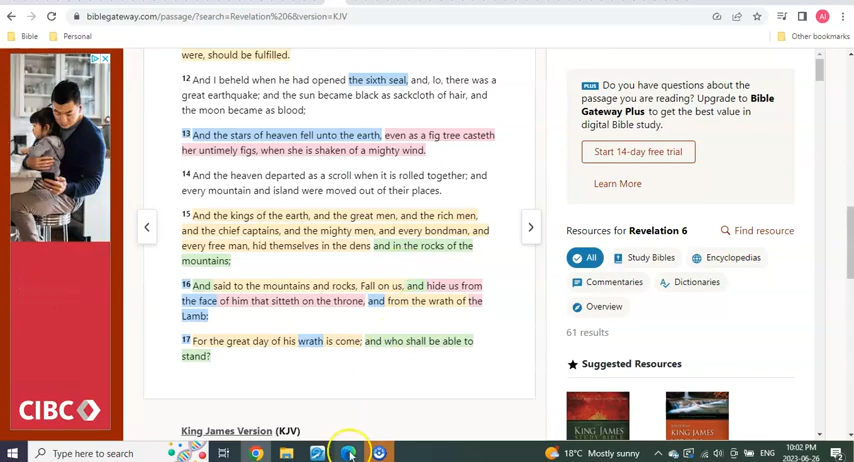 biblegateway.com/passage/?search=Revelation%206&version=KJV
Al
Bible
Personal
Other bookmarks
were, should be fulfilled.
12 And I beheld when he had opened the sixth seal, and, lo, there was a
great earthquake; and the sun became black as sackcloth of hair, and
the moon became as blood;
13 And the stars of heaven fell unto the earth, even as a fig tree casteth
her untimely figs, when she is shaken of a mighty wind.
14 And the heaven departed as a scroll when it is rolled together; and
every mountain and island were moved out of their places.
15 And the kings of the earth, and the great men, and the rich men,
and the chief captains, and the mighty men, and every bondman, and
every free man, hid themselves in the dens and in the rocks of the
mountains;
16 And said to the mountains and rocks, Fall on us, and hide us from
the face of him that sitteth on the throne, and from the wrath of the
Lamb:
17 For the great day of his wrath is come; and who shall be able to
stand?
King James Version (KJV)
CIBC
PLUS Do you have questions about the
passage you are reading? Upgrade to Bible
Gateway Plus to get the best value in
digital Bible study.
Start 14-day free trial
Learn More
Resources for Revelation 6
Find resource
All
Study Bibles
Encyclopedias
Commentaries
Dictionaries
Overview
61 results
Suggested Resources
KING JAMES
KING JAMES
Type here to search
18°C Mostly sunny
ENG
10:02 PM
2023-06-26
2